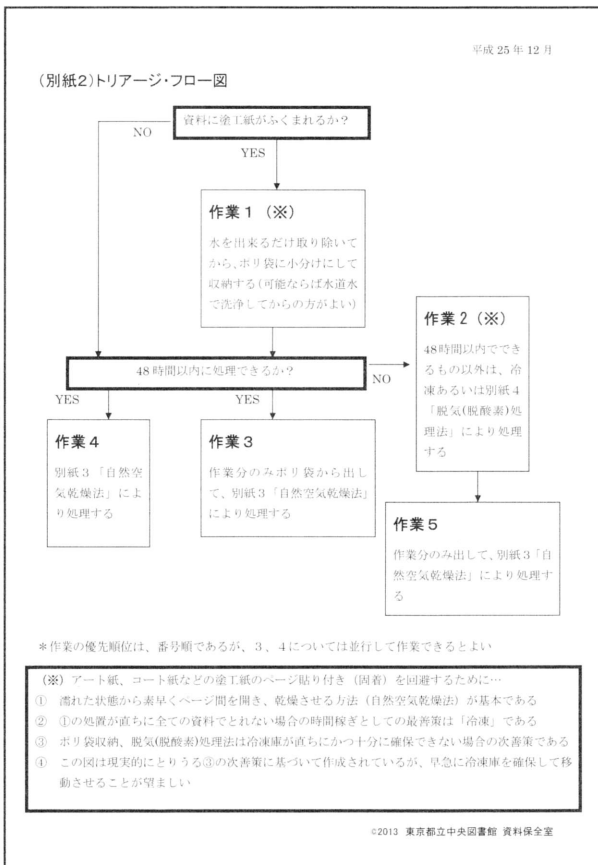 平成 25 年 12 月
(別紙2)トリアージ・フロー図
資料に塗工紙がふくまれるか？
NO
YES
作業１（※）
水を出来るだけ取り除いて
から、ポリ袋に小分けにして
収納する（可能ならば水道水
で洗浄してからの方がよい）
作業２（※）
48時間以内ででき
るもの以外は、冷
凍あるいは別紙４
「脱気(脱酸素)処
理法」により処理
する
48時間以内に処理できるか？
NO
YES
YES
作業４
別紙３「自然空
気乾燥法」によ
り処理する
作業３
作業分のみポリ袋から出し
て、別紙３「自然空気乾燥法」
により処理する
作業５
作業分のみ出して、別紙３「自
然空気乾燥法」により処理す
る
＊作業の優先順位は、番号順であるが、３、４については並行して作業できるとよい
(※) アート紙、コート紙などの塗工紙のページ貼り付き（固着）を回避するために…
① 濡れた状態から素早くページ間を開き、乾燥させる方法（自然空気乾燥法）が基本である
② ①の処置が直ちに全ての資料でとれない場合の時間稼ぎとしての最善策は「冷凍」である
③ ポリ袋収納、脱気(脱酸素)処理法は冷凍庫が直ちにかつ十分に確保できない場合の次善策である
④ この図は現実的にとりうる③の次善策に基づいて作成されているが、早急に冷凍庫を確保して移
動させることが望ましい
©2013 東京都立中央図書館 資料保全室